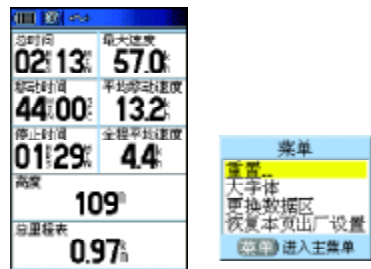 总时间 最大速度
02 13 57.0
移动时间 平均移动速度
44 00 13.2
停止时间 全程平均速度
01 29 4.4
高度
109
总里程表
0.97
菜单
重置..
大字体
更换数据区
恢复本页出厂设置
菜单 进入主菜单